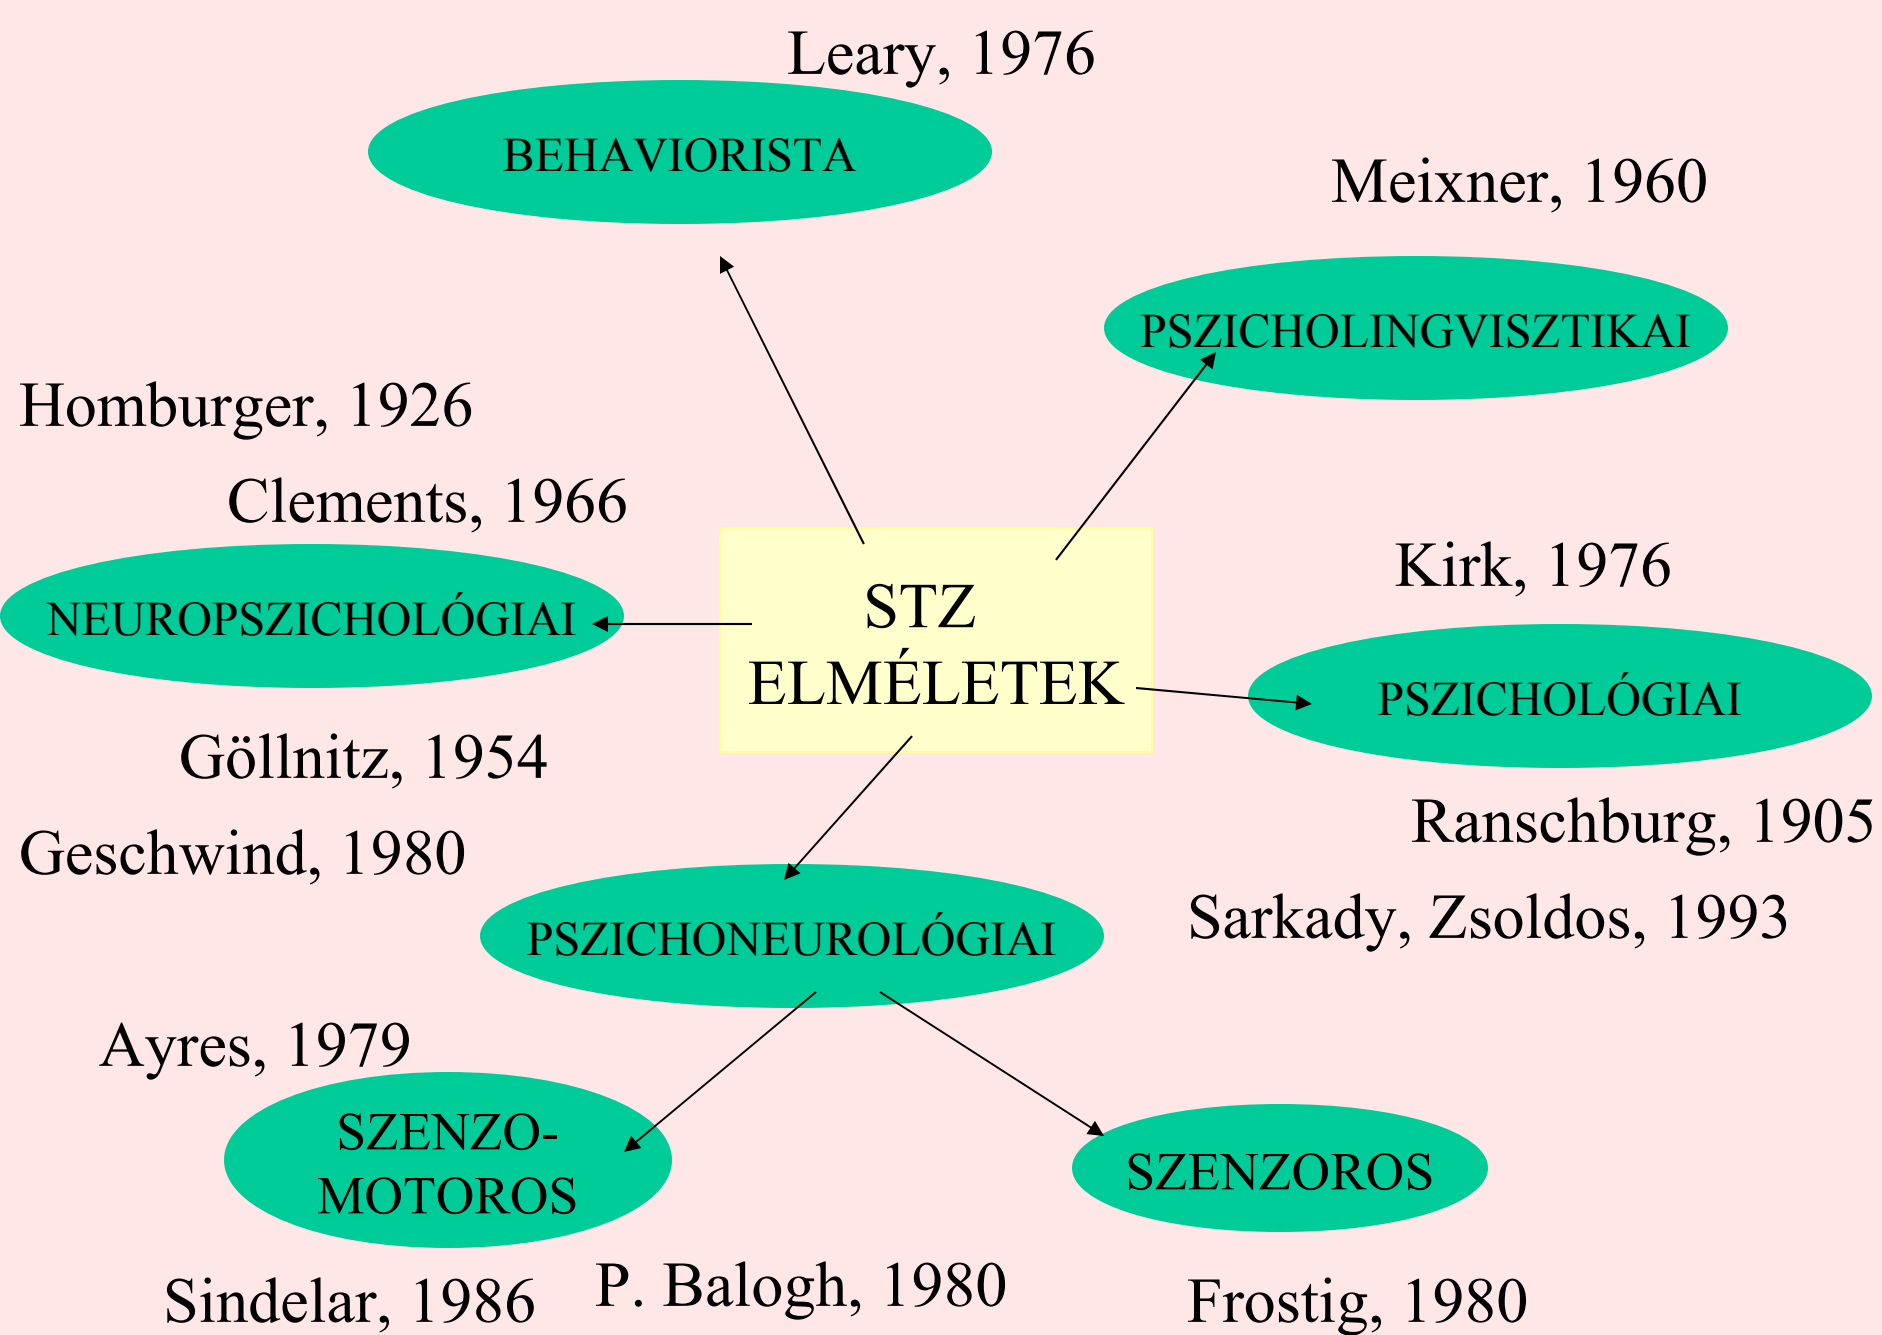 Leary, 1976
BEHAVIORISTA
Meixner, 1960
PSZICHOLINGVISZTIKAI
Homburger, 1926
Clements, 1966
NEUROPSZICHOLÓGIAI
STZ
ELMÉLETEK
Kirk, 1976
PSZICHOLÓGIAI
Göllnitz, 1954
Geschwind, 1980
Ranschburg, 1905
Sarkady, Zsoldos, 1993
PSZICHONEUROLÓGIAI
Ayres, 1979
SZENZO-
MOTOROS
SZENZOROS
Sindelar, 1986
P. Balogh, 1980
Frostig, 1980